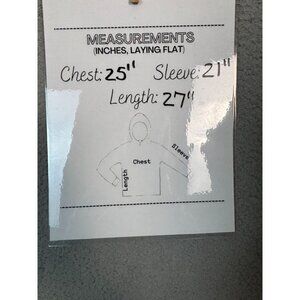 MEASUREMENTS
(INCHES, LAYING FLAT)
Chest: 25" Sleeve: 21"
Length: 27"
Chest
Sleeve
Length